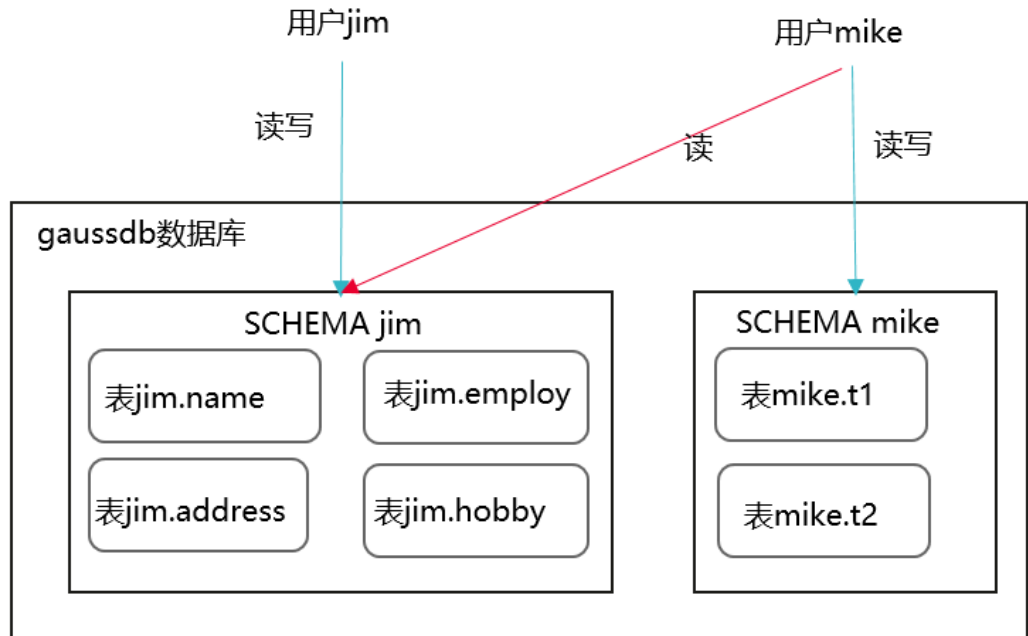 用户jim
用户mike
读写
读
读写
gaussdb数据库
SCHEMA jim
表jim.name
表jim.employ
表jim.address
表jim.hobby
SCHEMA mike
表mike.t1
表mike.t2